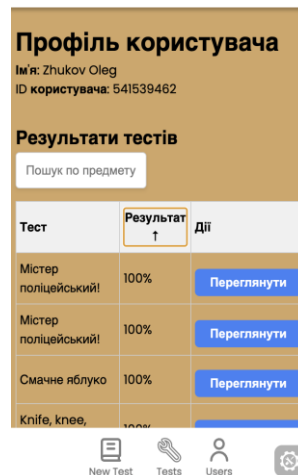 Профіль користувача
Ім'я: Zhukov Oleg
ID користувача: 541539462
Результати тестів
Пошук по предмету
Тест Результат ↑ Дії
Містер поліцейський! 100% Переглянути
Містер поліцейський! 100% Переглянути
Смачне яблуко 100% Переглянути
Knife, knee, 100%
New Test Tests Users